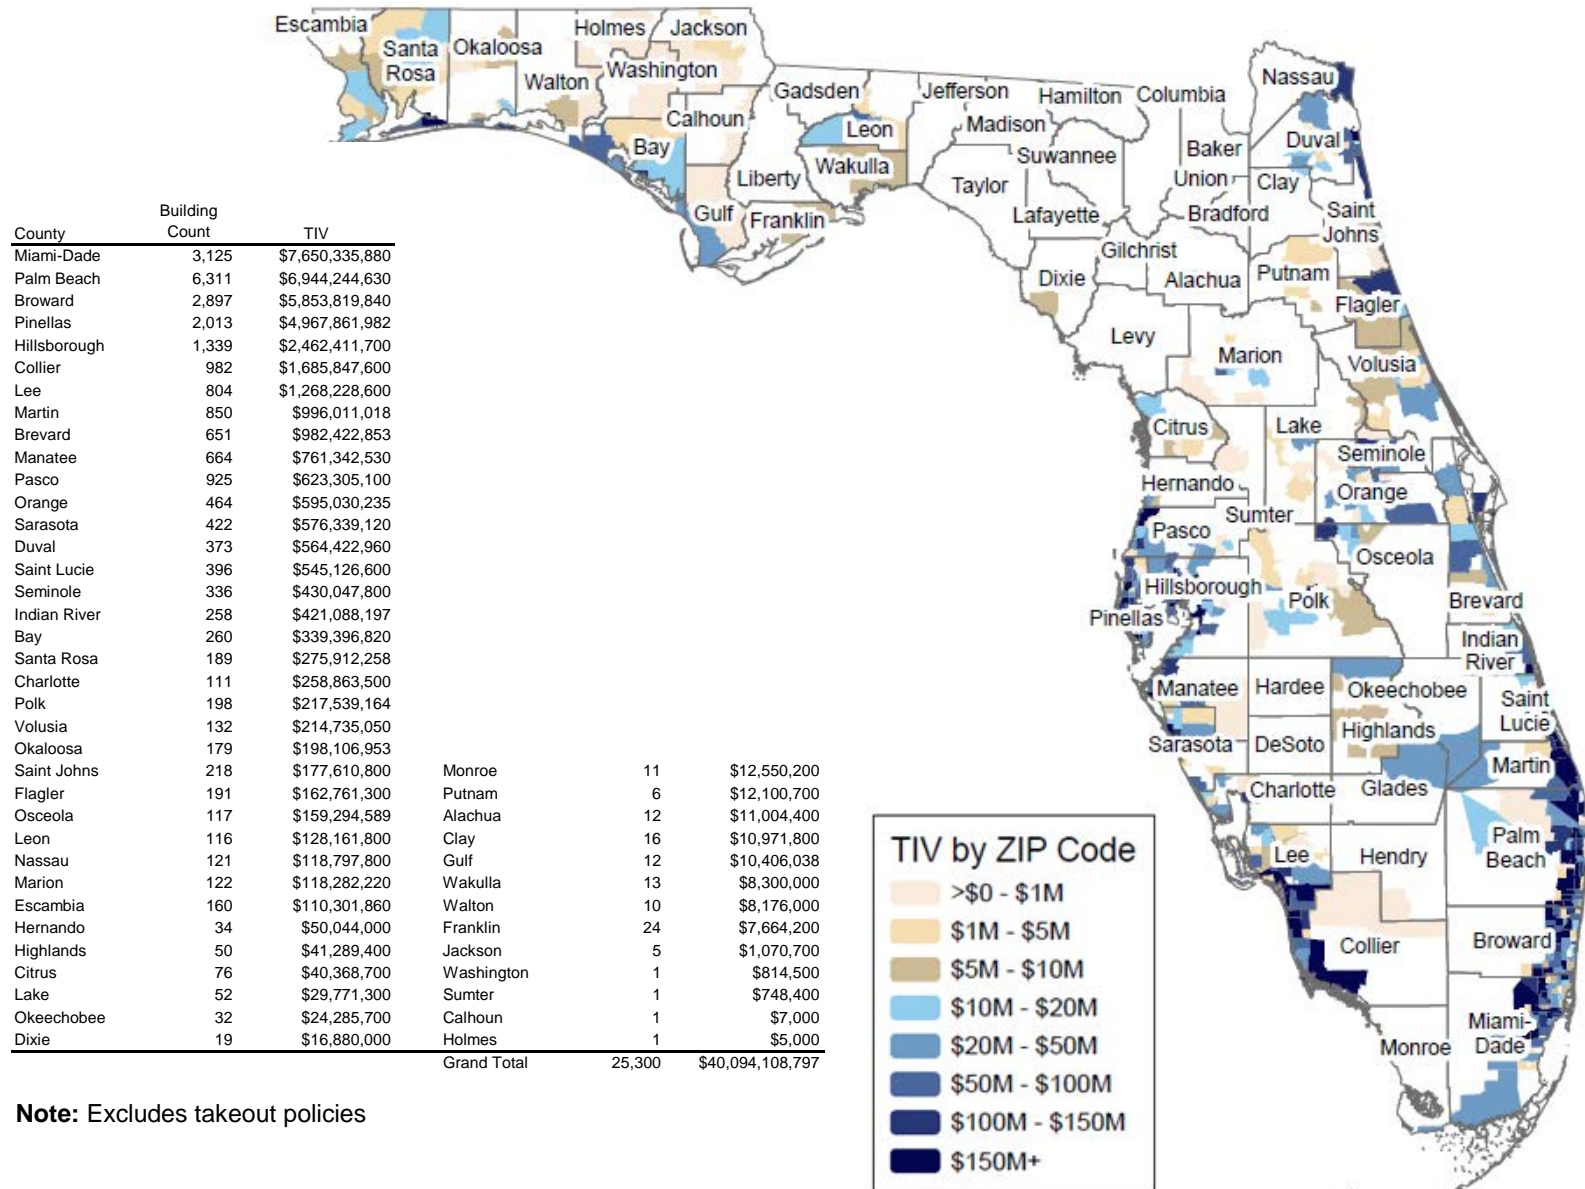 Building
County Count TIV
Miami-Dade 3,125 $7,650,335,880
Palm Beach 6,311 $6,944,244,630
Broward 2,897 $5,853,819,840
Pinellas 2,013 $4,967,861,982
Hillsborough 1,339 $2,462,411,700
Collier 982 $1,685,847,600
Lee 804 $1,268,228,600
Martin 850 $996,011,018
Brevard 651 $982,422,853
Manatee 664 $761,342,530
Pasco 925 $623,305,100
Orange 464 $595,030,235
Sarasota 422 $576,339,120
Duval 373 $564,422,960
Saint Lucie 396 $545,126,600
Seminole 336 $430,047,800
Indian River 258 $421,088,197
Bay 260 $339,396,820
Santa Rosa 189 $275,912,258
Charlotte 111 $258,863,500
Polk 198 $217,539,164
Volusia 132 $214,735,050
Okaloosa 179 $198,106,953
Saint Johns 218 $177,610,800
Flagler 191 $162,761,300
Osceola 117 $159,294,589
Leon 116 $128,161,800
Nassau 121 $118,797,800
Marion 122 $118,282,220
Escambia 160 $110,301,860
Hernando 34 $50,044,000
Highlands 50 $41,289,400
Citrus 76 $40,368,700
Lake 52 $29,771,300
Okeechobee 32 $24,285,700
Dixie 19 $16,880,000
Monroe 11 $12,550,200
Putnam 6 $12,100,700
Alachua 12 $11,004,400
Clay 16 $10,971,800
Gulf 12 $10,406,038
Wakulla 13 $8,300,000
Walton 10 $8,176,000
Franklin 24 $7,664,200
Jackson 5 $1,070,700
Washington 1 $814,500
Sumter 1 $748,400
Calhoun 1 $7,000
Holmes 1 $5,000
Grand Total 25,300 $40,094,108,797
Note: Excludes takeout policies
Escambia
Santa
Rosa
Okaloosa
Walton
Holmes
Jackson
Washington
Calhoun
Bay
Gulf
Liberty
Franklin
Gadsden
Leon
Wakulla
Jefferson
Madison
Taylor
Hamilton
Suwannee
Lafayette
Dixie
Columbia
Gilchrist
Levy
Baker
Union
Bradford
Alachua
Nassau
Duval
Clay
Saint
Johns
Putnam
Flagler
Marion
Volusia
Citrus
Lake
Seminole
Hernando
Orange
Sumter
Pasco
Osceola
Hillsborough
Polk
Pinellas
Brevard
Indian
River
Manatee
Hardee
Okeechobee
Saint
Lucie
Highlands
Sarasota
DeSoto
Martin
Charlotte
Glades
Lee
Hendry
Palm
Beach
Collier
Broward
Miami-
Dade
Monroe
TIV by ZIP Code
>$0 - $1M
$1M - $5M
$5M - $10M
$10M - $20M
$20M - $50M
$50M - $100M
$100M - $150M
$150M+